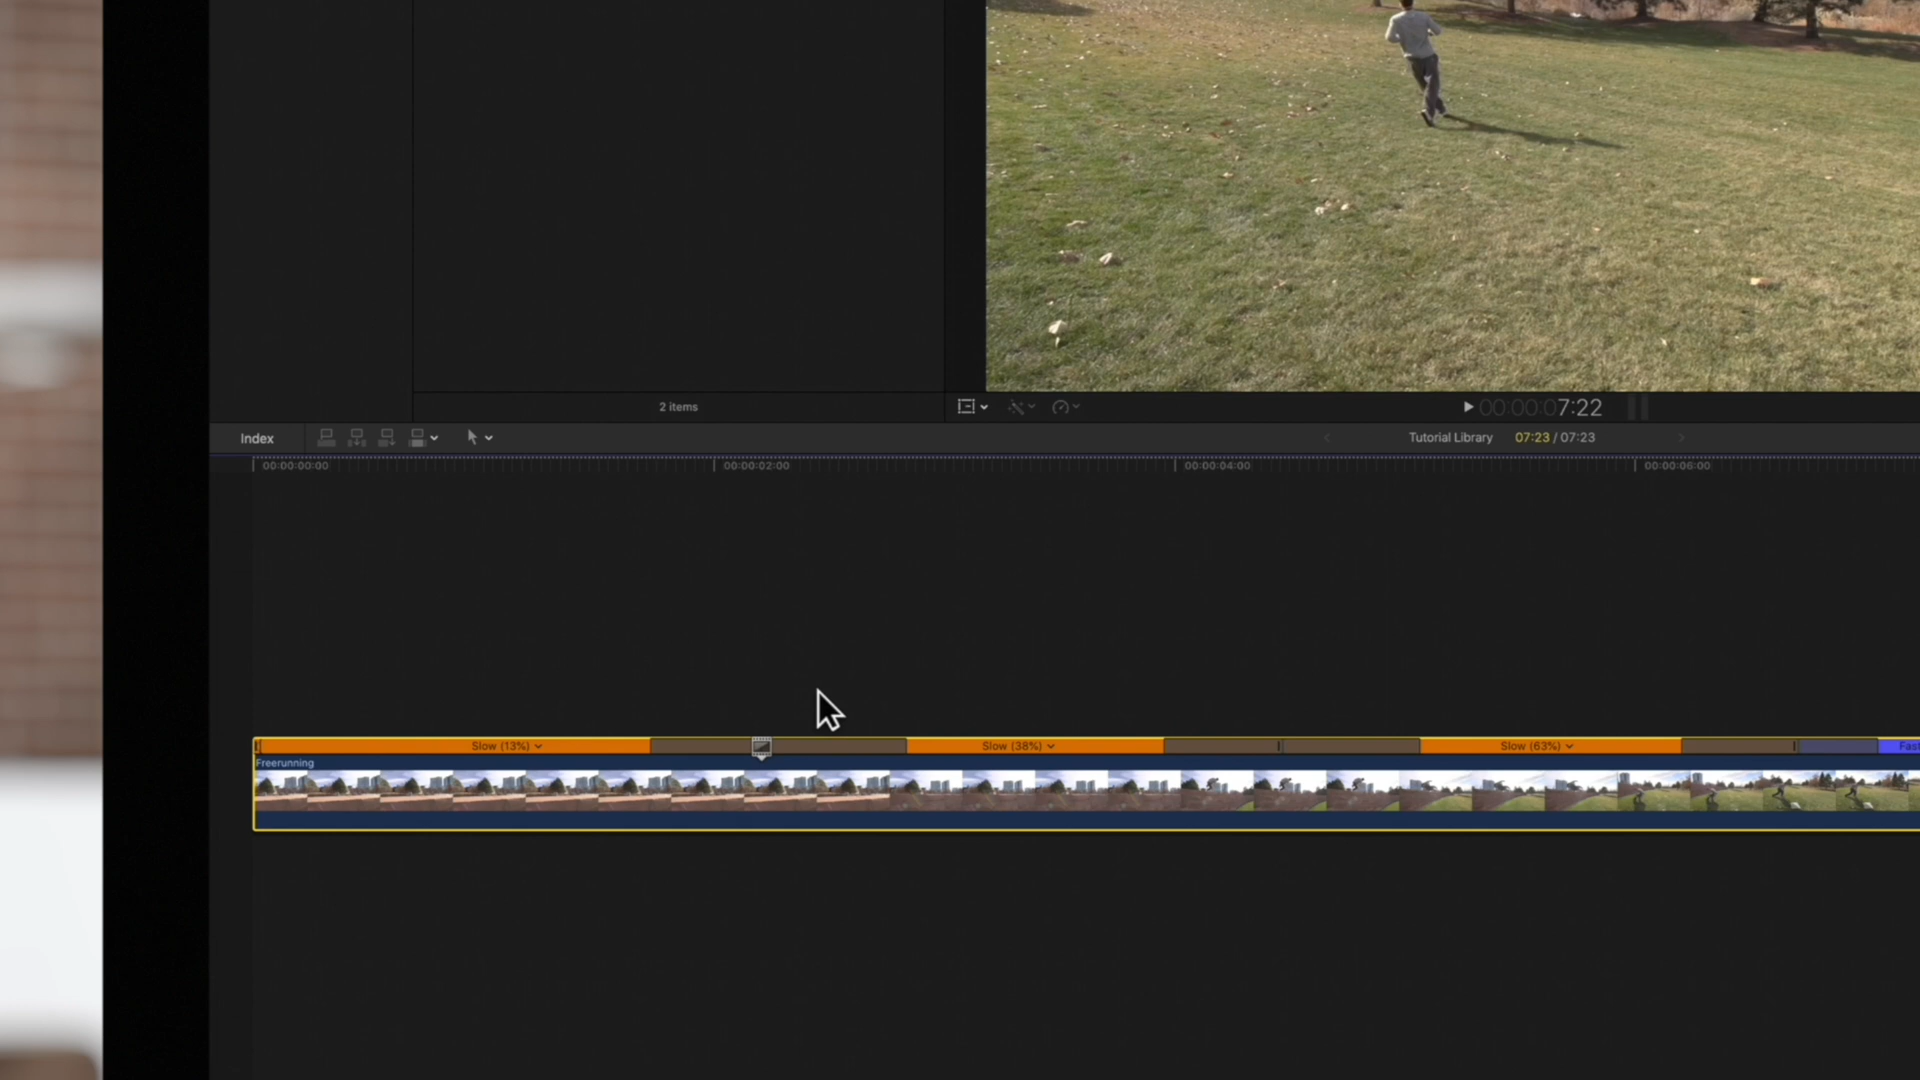 2 items
00:00:00:07:22
Index
Tutorial Library 07:23 / 07:23
00:00:00:00 00:00:02:00 00:00:04:00 00:00:06:00
Slow (13%) Slow (38%) Slow (63%) Fast
Freerunning